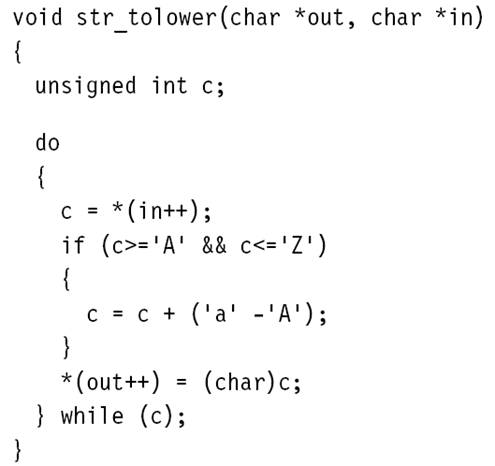 void str_tolower(char *out, char *in)
{
  unsigned int c;

  do
  {
    c = *(in++);
    if (c>='A' && c<='Z')
    {
      c = c + ('a' -'A');
    }
    *(out++) = (char)c;
  } while (c);
}